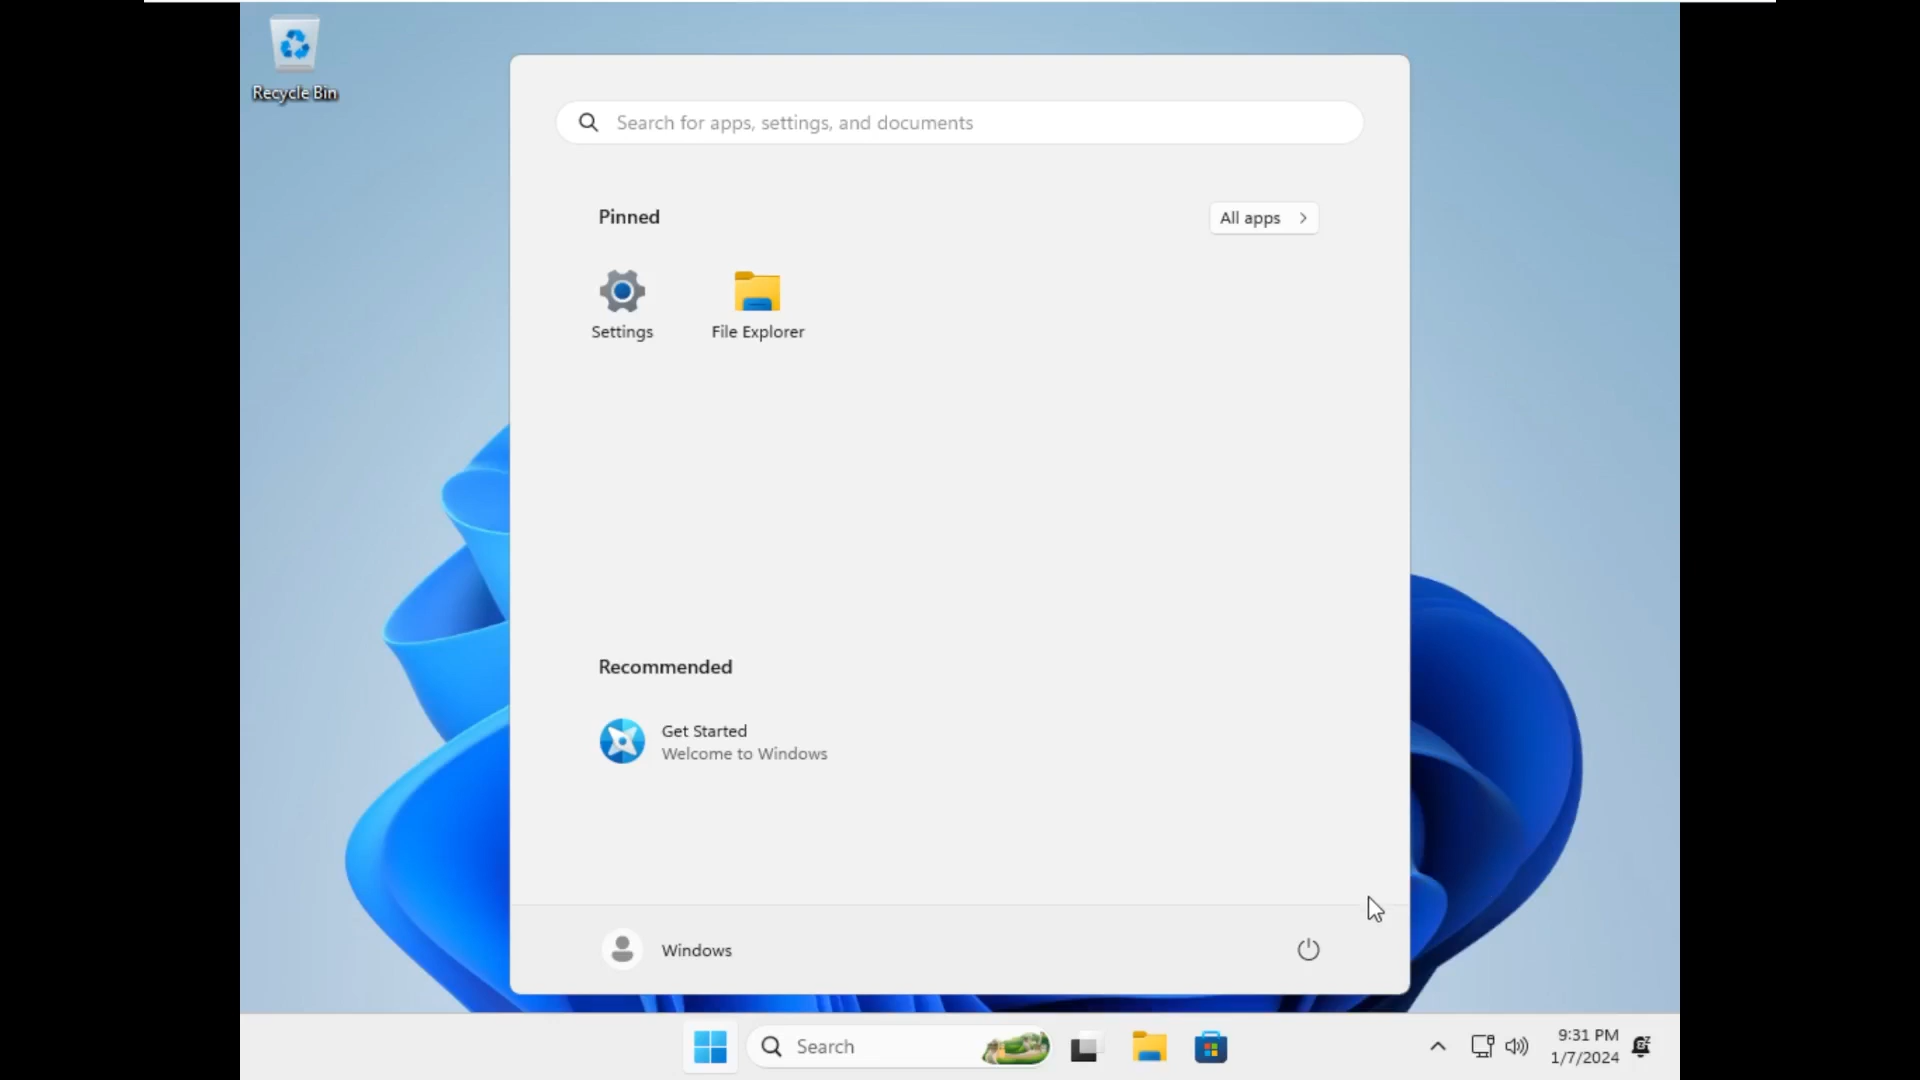 Recycle Bin
Search for apps, settings, and documents
Pinned
All apps
Settings
File Explorer
Recommended
Get Started
Welcome to Windows
Windows
Search
9:31 PM
1/7/2024